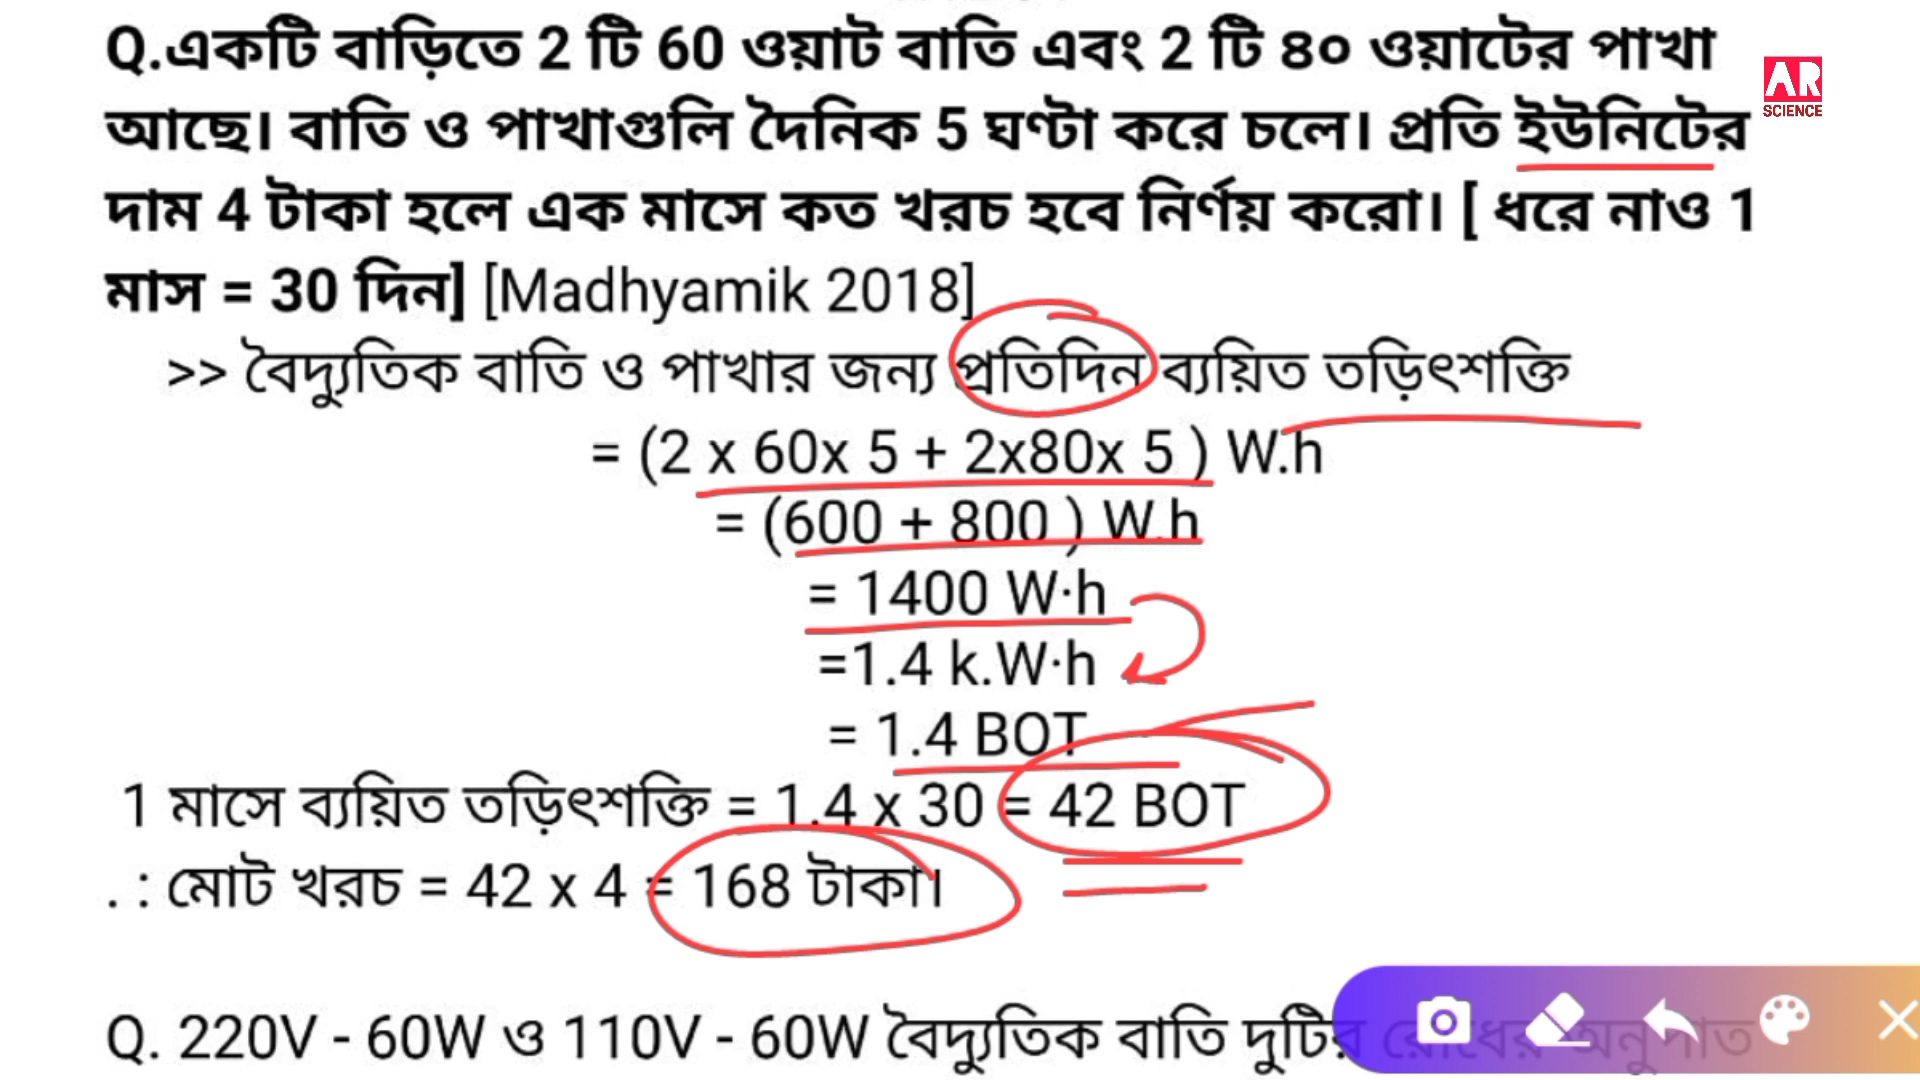 Q.একটি বাড়িতে 2 টি 60 ওয়াট বাতি এবং 2 টি ৪০ ওয়াটের পাখা
AR
SCIENCE
আছে। বাতি ও পাখাগুলি দৈনিক 5 ঘণ্টা করে চলে। প্রতি ইউনিটের
দাম 4 টাকা হলে এক মাসে কত খরচ হবে নির্ণয় করো। [ ধরে নাও 1
মাস = 30 দিন] [Madhyamik 2018]
>> বৈদ্যুতিক বাতি ও পাখার জন্য প্রতিদিন ব্যয়িত তড়িৎশক্তি
= (2 x 60x 5 + 2x80x 5 ) W.h
= (600 + 800 ) W.h
= 1400 W·h
=1.4 k.W·h
= 1.4 BOT
1 মাসে ব্যয়িত তড়িৎশক্তি = 1.4 x 30 = 42 BOT
. : মোট খরচ = 42 x 4 = 168 টাকা।
Q. 220V - 60W ও 110V - 60W বৈদ্যুতিক বাতি দুটির রোধের অনুপাত